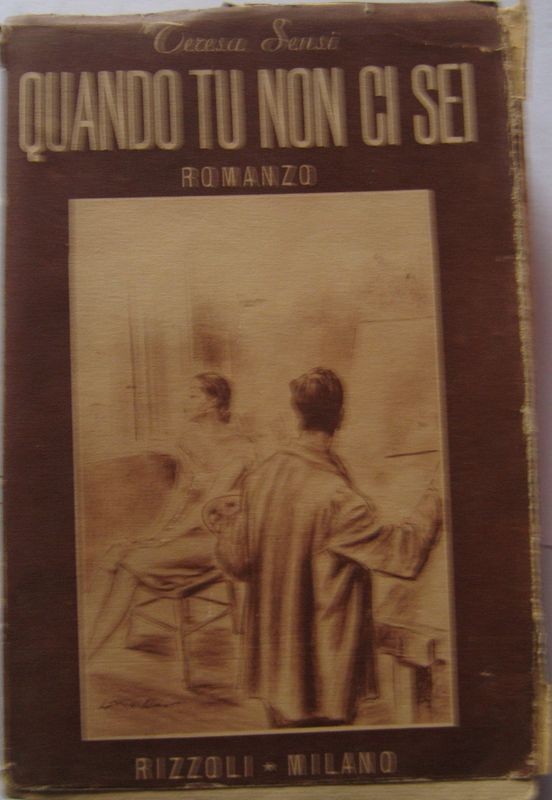 Teresa Sensi
QUANDO TU NON CI SEI
ROMANZO
RIZZOLI * MILANO